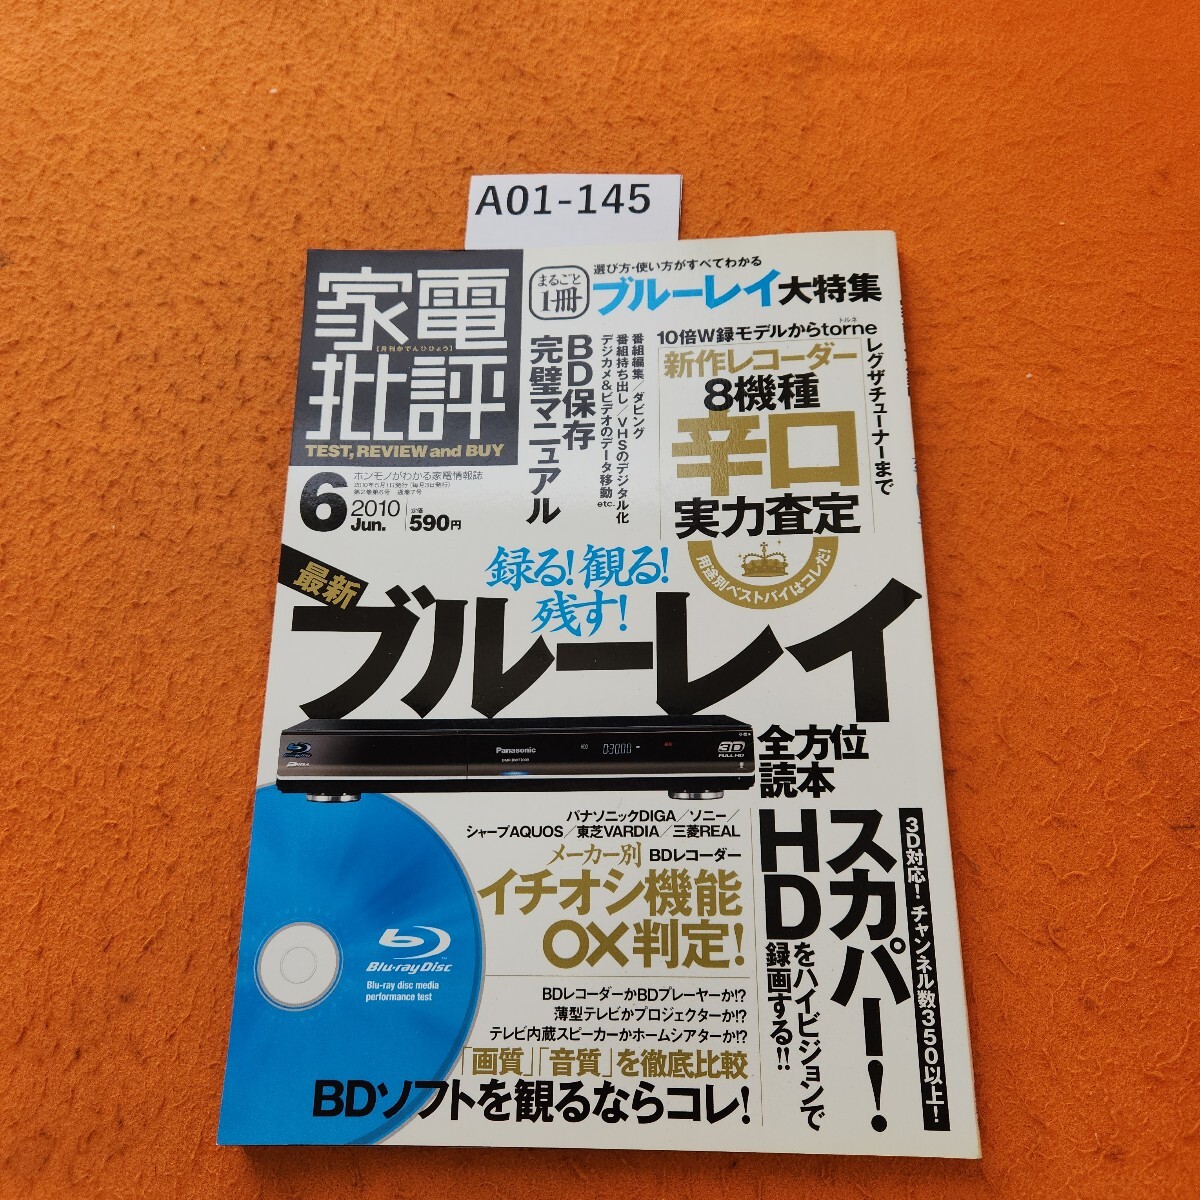 A01-145
家電
【月刊かでんひひょう】
批評
TEST, REVIEW and BUY
ホンモノがわかる家電情報誌
6
2010
Jun.
定価
590円
まるごと
1冊
選び方・使い方がすべてわかる
ブルーレイ大特集
10倍W録モデルからtorne
トルネ
レグザチューナーまで
新作レコーダー
8機種
辛口
実力査定
用途別ベストバイはコレだ!
番組編集/ダビング
番組持ち出し/VHSのデジタル化
デジカメ&ビデオのデータ移動
etc.
BD保存
完璧マニュアル
録る!観る!
残す!
最新
ブルーレイ
全方位
読本
Panasonic
HDD
3D
FULL HD
DIGA
パナソニックDIGA/ソニー/
シャープAQUOS/東芝VARDIA/三菱REAL
メーカー別 BDレコーダー
イチオシ機能
○×判定!
3D対応! チャンネル数350以上!
スカパー!
HDをハイビジョンで
録画する!!
Blu-ray Disc
Blu-ray disc media
performance test
BDレコーダーかBDプレーヤーか!?
薄型テレビかプロジェクターか!?
テレビ内蔵スピーカーかホームシアターか!?
「画質」「音質」を徹底比較
BDソフトを観るならコレ!